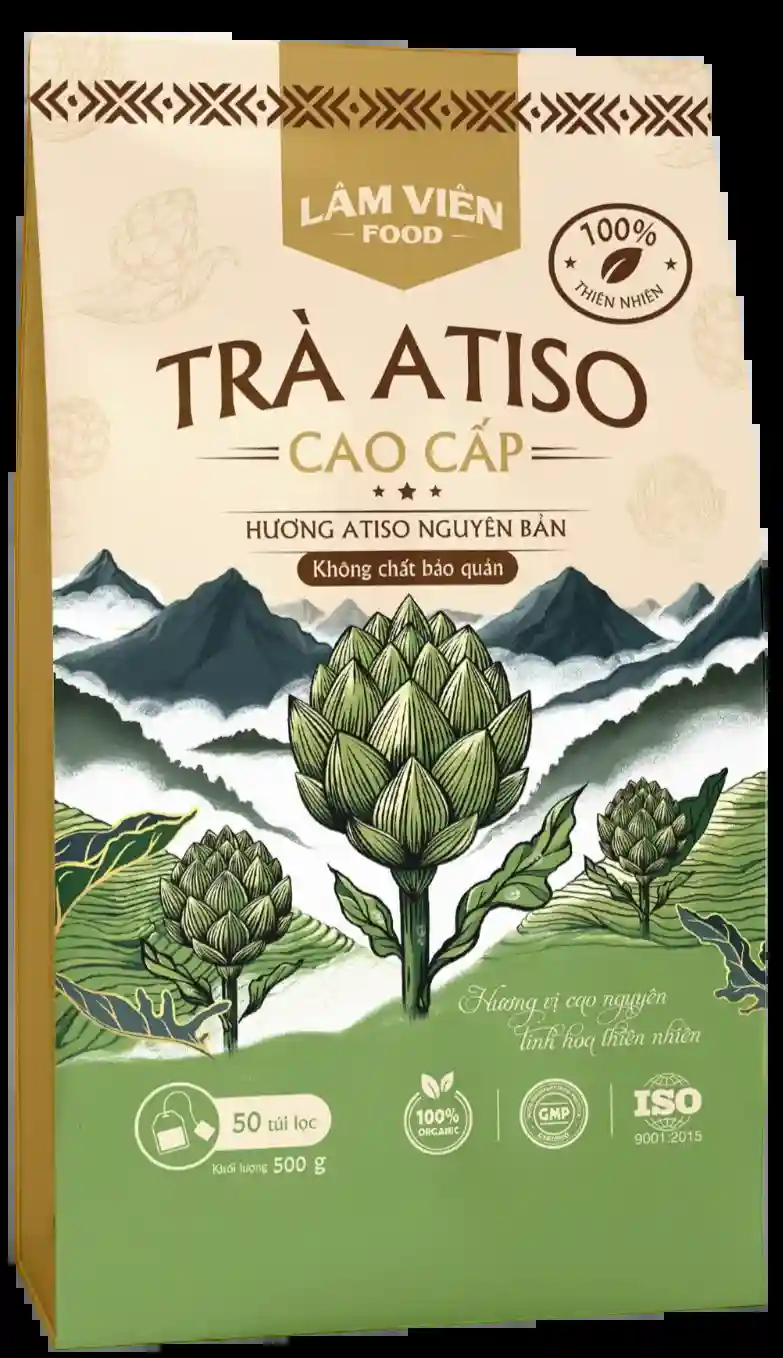 LÂM VIÊN
FOOD
100%
THIÊN NHIÊN
TRÀ ATISO
CAO CẤP
HƯƠNG ATISO NGUYÊN BẢN
Không chất bảo quản
Hương vị cao nguyên
tinh hoa thiên nhiên
50 túi lọc
Khối lượng 500 g
100%
ORGANIC
GMP
CERTIFIED
ISO
9001:2015